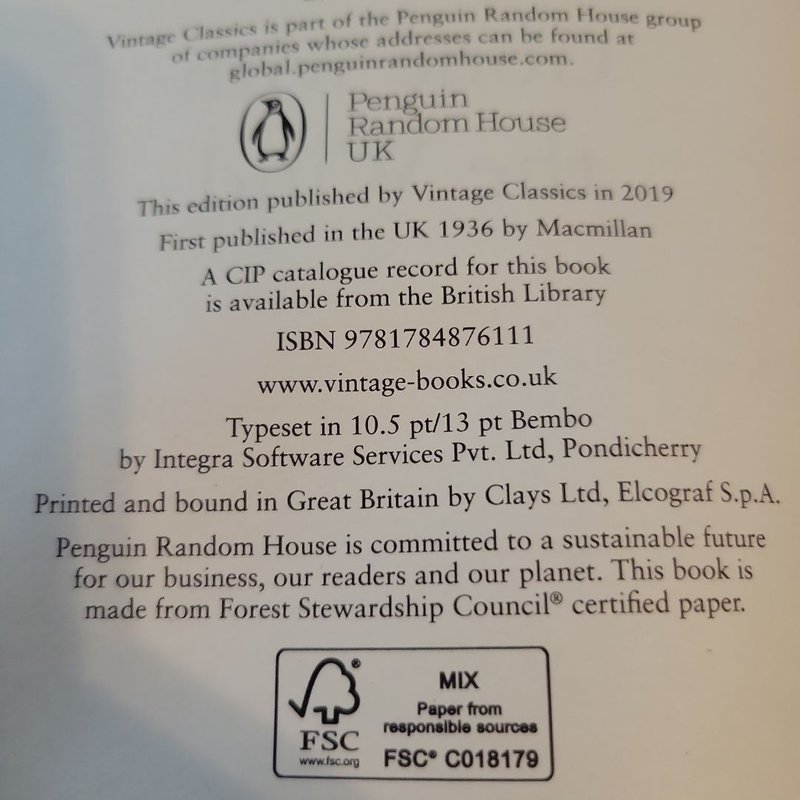 Vintage Classics is part of the Penguin Random House group
of companies whose addresses can be found at
global.penguinrandomhouse.com.
Penguin
Random House
UK
This edition published by Vintage Classics in 2019
First published in the UK 1936 by Macmillan
A CIP catalogue record for this book
is available from the British Library
ISBN 9781784876111
www.vintage-books.co.uk
Typeset in 10.5 pt/13 pt Bembo
by Integra Software Services Pvt. Ltd, Pondicherry
Printed and bound in Great Britain by Clays Ltd, Elcograf S.p.A.
Penguin Random House is committed to a sustainable future
for our business, our readers and our planet. This book is
made from Forest Stewardship Council® certified paper.
®
FSC
www.fsc.org
MIX
Paper from
responsible sources
FSC® C018179